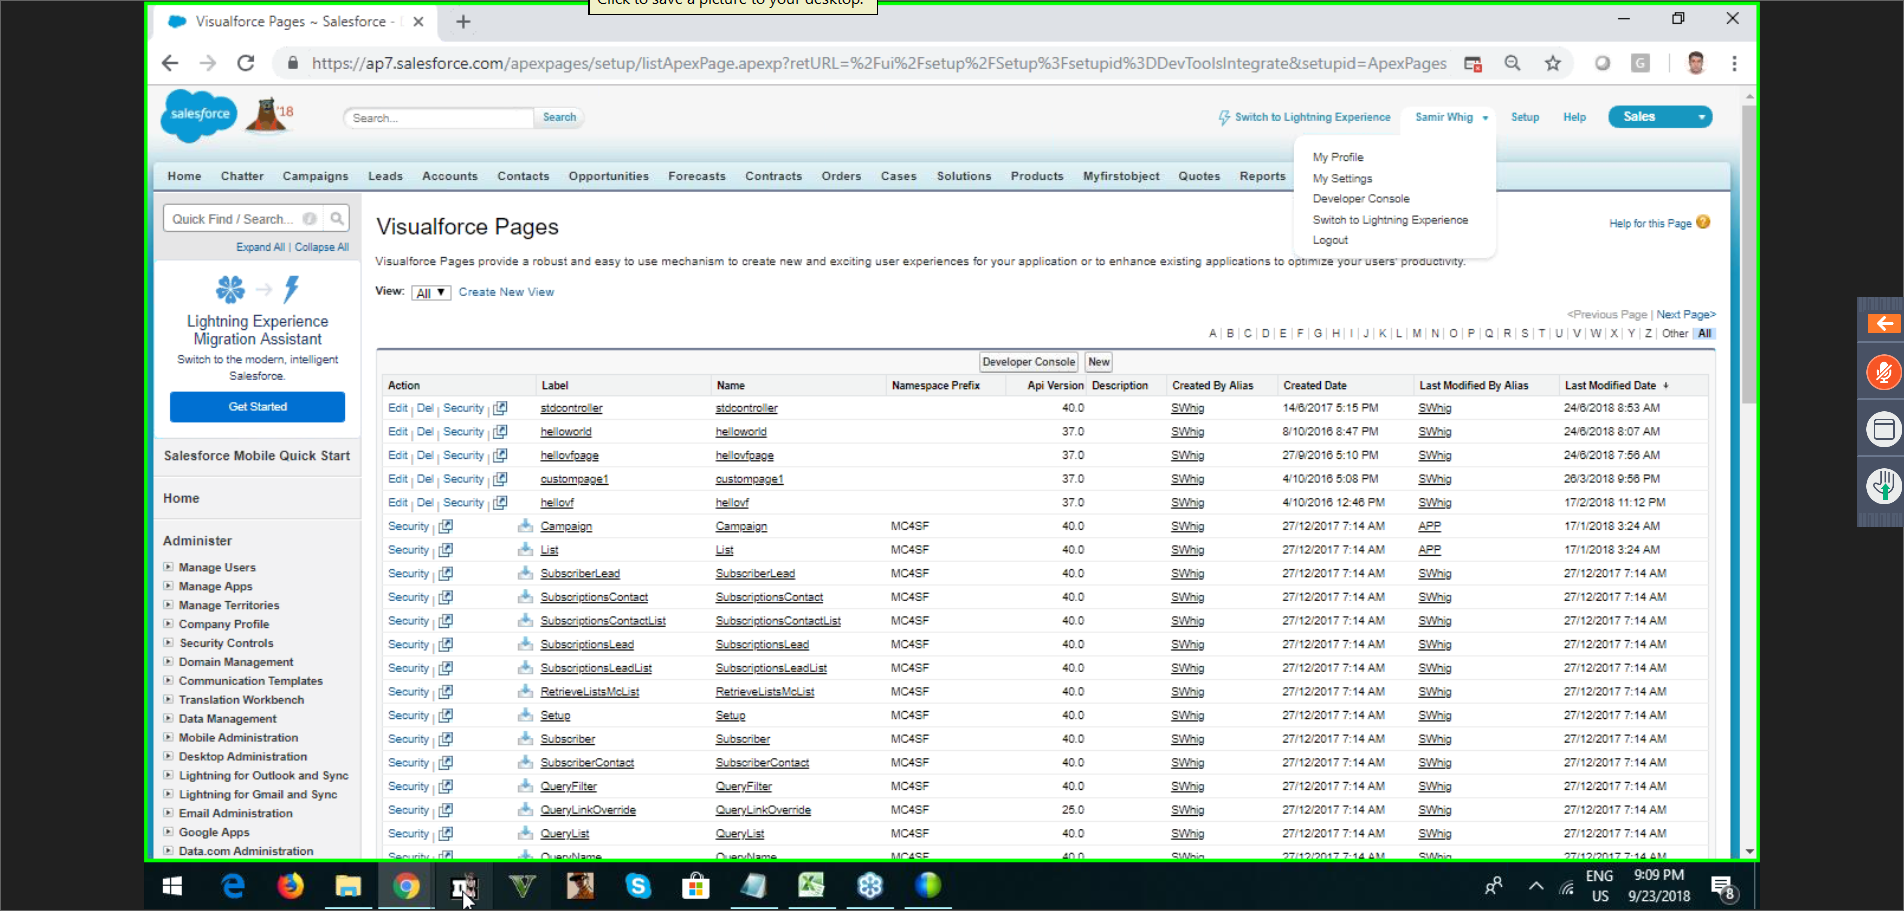 Click to save a picture to your desktop.
Visualforce Pages ~ Salesforce -
https://ap7.salesforce.com/apexpages/setup/listApexPage.apexp?retURL=%2Fui%2Fsetup%2FSetup%3Fsetupid%3DDevToolsIntegrate&setupid=ApexPages
G
salesforce
'18
Search...
Search
Switch to Lightning Experience
Samir Whig
Setup
Help
Sales
My Profile
My Settings
Developer Console
Switch to Lightning Experience
Logout
Home Chatter Campaigns Leads Accounts Contacts Opportunities Forecasts Contracts Orders Cases Solutions Products Myfirstobject Quotes Reports
Quick Find / Search...
Expand All | Collapse All
Lightning Experience
Migration Assistant
Switch to the modern, intelligent
Salesforce.
Get Started
Salesforce Mobile Quick Start
Home
Administer
Manage Users
Manage Apps
Manage Territories
Company Profile
Security Controls
Domain Management
Communication Templates
Translation Workbench
Data Management
Mobile Administration
Desktop Administration
Lightning for Outlook and Sync
Lightning for Gmail and Sync
Email Administration
Google Apps
Data.com Administration
Visualforce Pages
Help for this Page
Visualforce Pages provide a robust and easy to use mechanism to create new and exciting user experiences for your application or to enhance existing applications to optimize your users' productivity.
View: All Create New View
<Previous Page | Next Page>
A | B | C | D | E | F | G | H | I | J | K | L | M | N | O | P | Q | R | S | T | U | V | W | X | Y | Z | Other All
Developer Console New
Action Label Name Namespace Prefix Api Version Description Created By Alias Created Date Last Modified By Alias Last Modified Date
Edit | Del | Security | stdcontroller stdcontroller 40.0 SWhig 14/6/2017 5:15 PM SWhig 24/6/2018 8:53 AM
Edit | Del | Security | helloworld helloworld 37.0 SWhig 8/10/2016 8:47 PM SWhig 24/6/2018 8:07 AM
Edit | Del | Security | hellovfpage hellovfpage 37.0 SWhig 27/9/2016 5:10 PM SWhig 24/6/2018 7:56 AM
Edit | Del | Security | custompage1 custompage1 37.0 SWhig 4/10/2016 5:08 PM SWhig 26/3/2018 9:56 PM
Edit | Del | Security | hellovf hellovf 37.0 SWhig 4/10/2016 12:46 PM SWhig 17/2/2018 11:12 PM
Security | Campaign Campaign MC4SF 40.0 SWhig 27/12/2017 7:14 AM APP 17/1/2018 3:24 AM
Security | List List MC4SF 40.0 SWhig 27/12/2017 7:14 AM APP 17/1/2018 3:24 AM
Security | SubscriberLead SubscriberLead MC4SF 40.0 SWhig 27/12/2017 7:14 AM SWhig 27/12/2017 7:14 AM
Security | SubscriptionsContact SubscriptionsContact MC4SF 40.0 SWhig 27/12/2017 7:14 AM SWhig 27/12/2017 7:14 AM
Security | SubscriptionsContactList SubscriptionsContactList MC4SF 40.0 SWhig 27/12/2017 7:14 AM SWhig 27/12/2017 7:14 AM
Security | SubscriptionsLead SubscriptionsLead MC4SF 40.0 SWhig 27/12/2017 7:14 AM SWhig 27/12/2017 7:14 AM
Security | SubscriptionsLeadList SubscriptionsLeadList MC4SF 40.0 SWhig 27/12/2017 7:14 AM SWhig 27/12/2017 7:14 AM
Security | RetrieveListsMcList RetrieveListsMcList MC4SF 40.0 SWhig 27/12/2017 7:14 AM SWhig 27/12/2017 7:14 AM
Security | Setup Setup MC4SF 40.0 SWhig 27/12/2017 7:14 AM SWhig 27/12/2017 7:14 AM
Security | Subscriber Subscriber MC4SF 40.0 SWhig 27/12/2017 7:14 AM SWhig 27/12/2017 7:14 AM
Security | SubscriberContact SubscriberContact MC4SF 40.0 SWhig 27/12/2017 7:14 AM SWhig 27/12/2017 7:14 AM
Security | QueryFilter QueryFilter MC4SF 40.0 SWhig 27/12/2017 7:14 AM SWhig 27/12/2017 7:14 AM
Security | QueryLinkOverride QueryLinkOverride MC4SF 25.0 SWhig 27/12/2017 7:14 AM SWhig 27/12/2017 7:14 AM
Security | QueryList QueryList MC4SF 40.0 SWhig 27/12/2017 7:14 AM SWhig 27/12/2017 7:14 AM
Security | QueryName QueryName MC4SF 40.0 SWhig 27/12/2017 7:14 AM SWhig 27/12/2017 7:14 AM
ENG
US
9:09 PM
9/23/2018
8